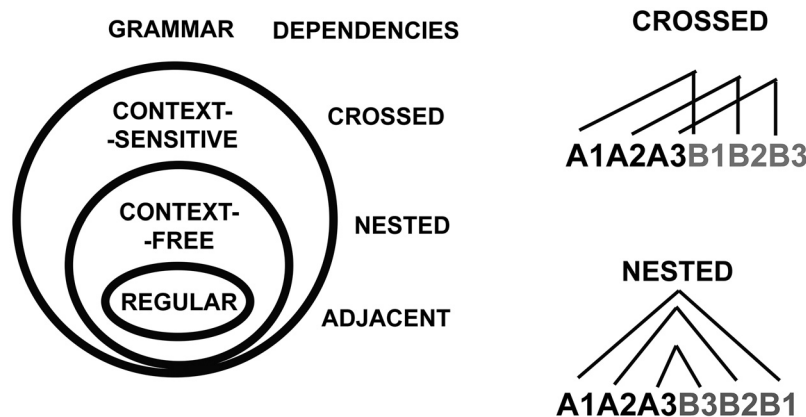 GRAMMAR DEPENDENCIES
CONTEXT-
-SENSITIVE
CROSSED
CONTEXT-
-FREE
NESTED
REGULAR
ADJACENT
CROSSED
A1A2A3B1B2B3
NESTED
A1A2A3B3B2B1